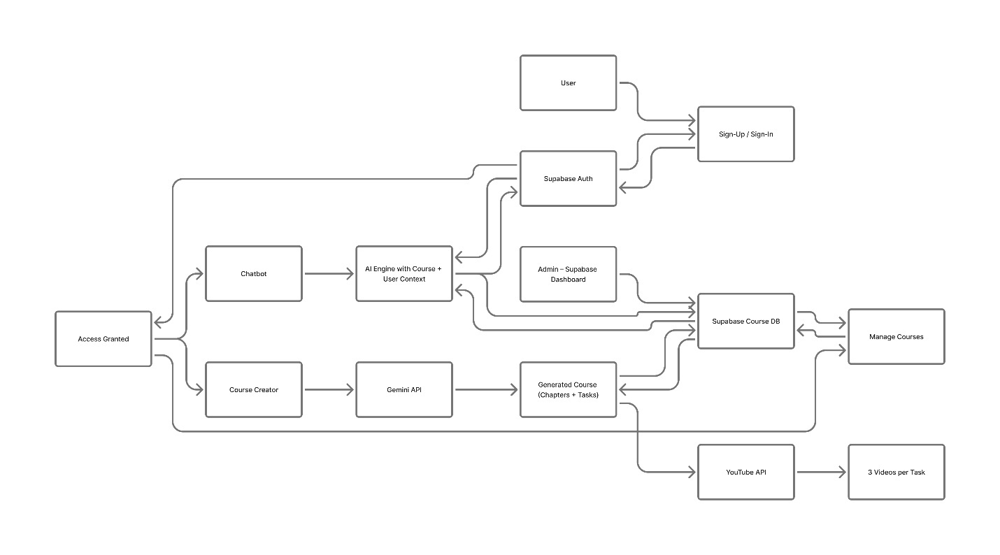 User
Sign-Up / Sign-In
Supabase Auth
Chatbot
AI Engine with Course +
User Context
Admin – Supabase
Dashboard
Supabase Course DB
Manage Courses
Access Granted
Course Creator
Gemini API
Generated Course
(Chapters + Tasks)
YouTube API
3 Videos per Task